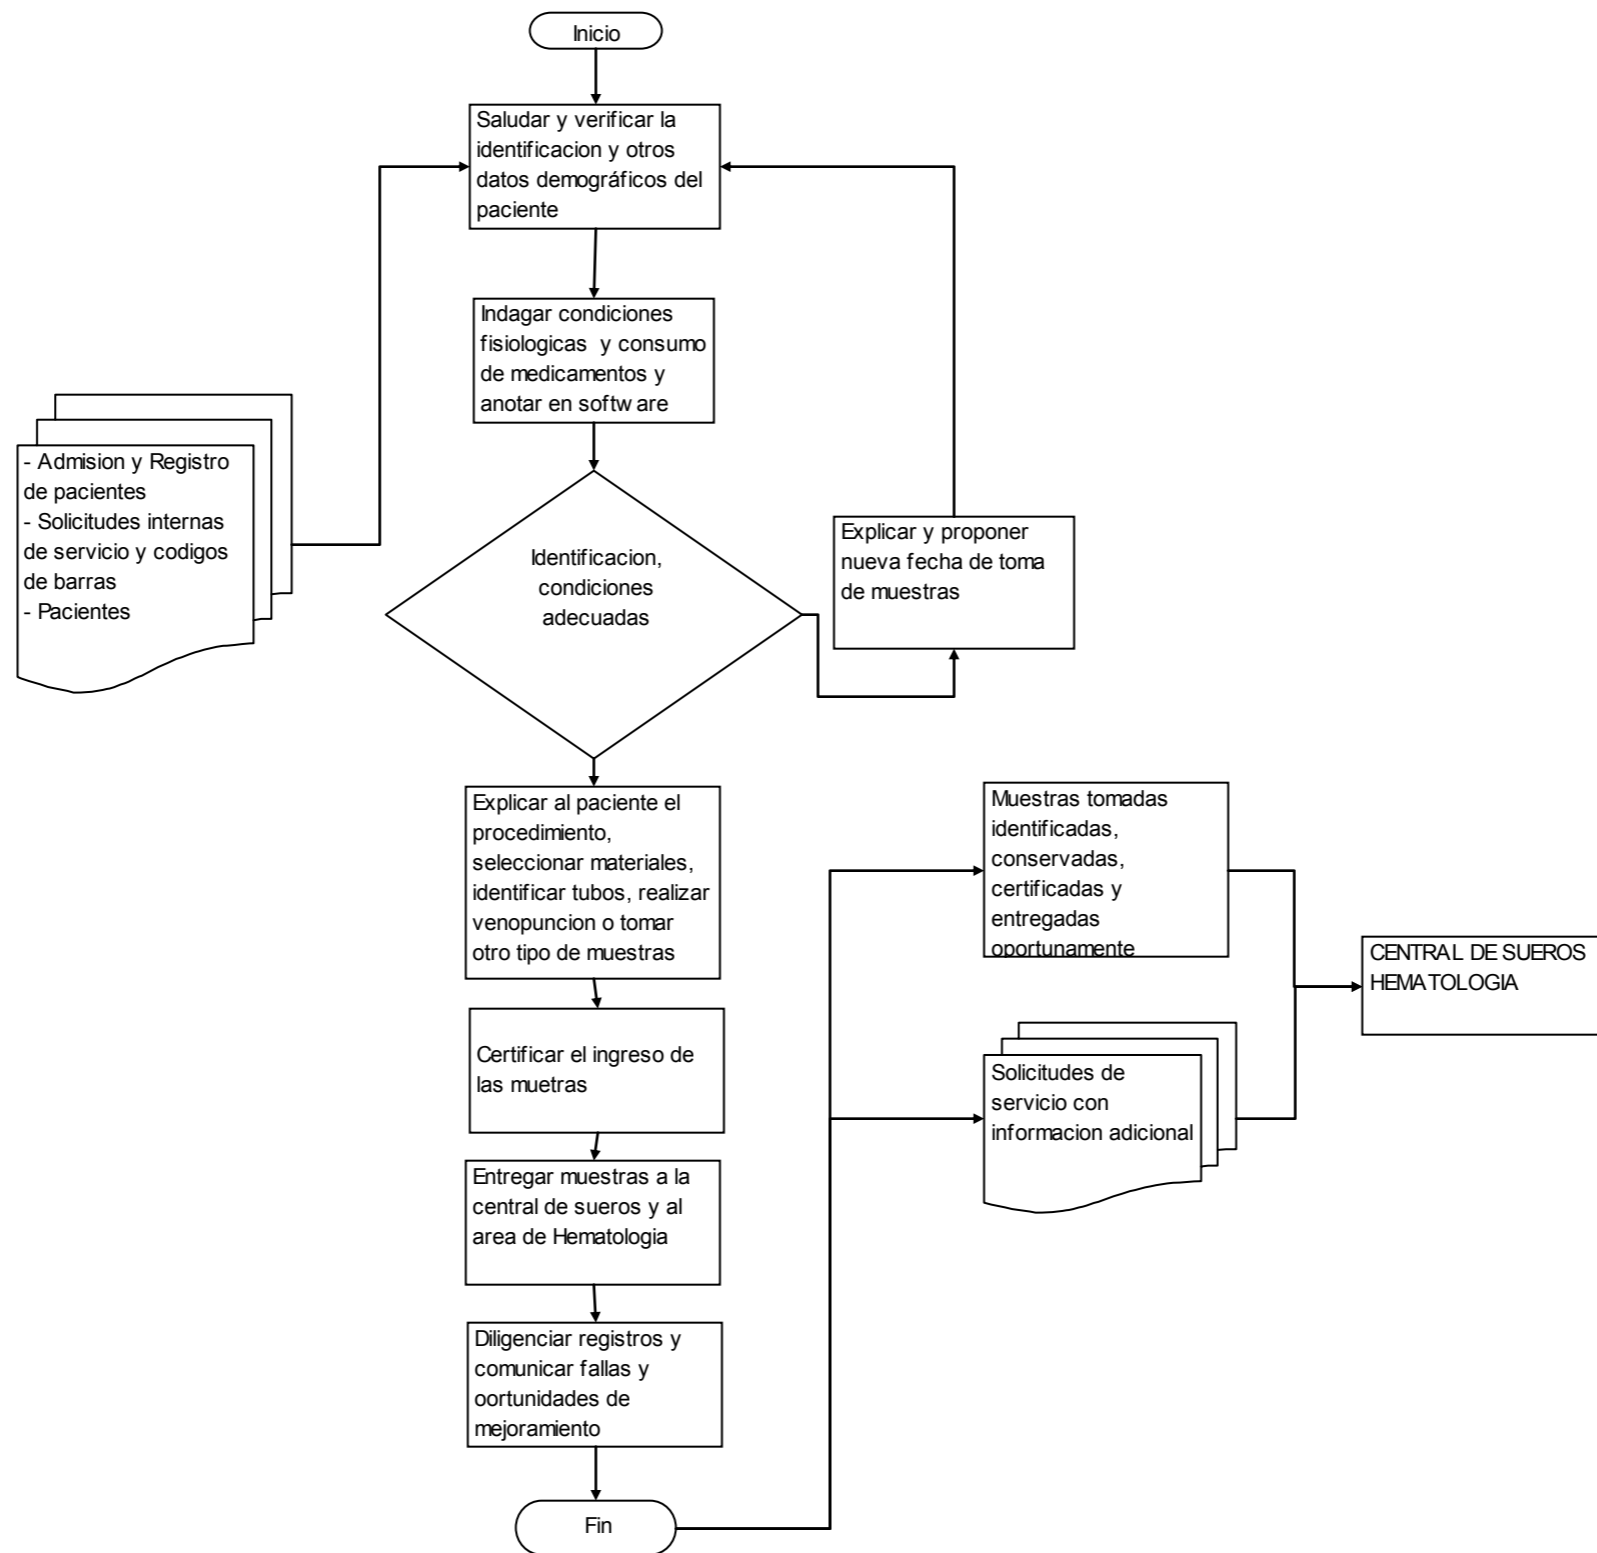 Inicio
Saludar y verificar la
identificacion y otros
datos demográficos del
paciente
Indagar condiciones
fisiologicas y consumo
de medicamentos y
anotar en software
- Admision y Registro
de pacientes
- Solicitudes internas
de servicio y codigos
de barras
- Pacientes
Identificacion,
condiciones
adecuadas
Explicar y proponer
nueva fecha de toma
de muestras
Explicar al paciente el
procedimiento,
seleccionar materiales,
identificar tubos, realizar
venopuncion o tomar
otro tipo de muestras
Certificar el ingreso de
las muetras
Entregar muestras a la
central de sueros y al
area de Hematologia
Diligenciar registros y
comunicar fallas y
oortunidades de
mejoramiento
Fin
Muestras tomadas
identificadas,
conservadas,
certificadas y
entregadas
oportunamente
Solicitudes de
servicio con
informacion adicional
CENTRAL DE SUEROS
HEMATOLOGIA